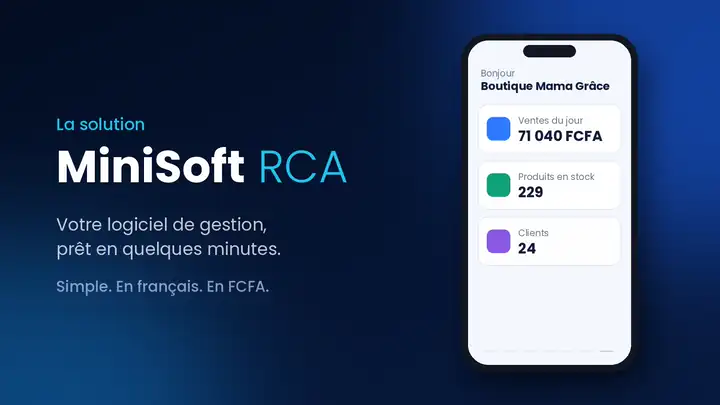 La solution
MiniSoft RCA
Votre logiciel de gestion,
prêt en quelques minutes.
Simple. En français. En FCFA.
Bonjour
Boutique Mama Grâce
Ventes du jour
71 040 FCFA
Produits en stock
229
Clients
24